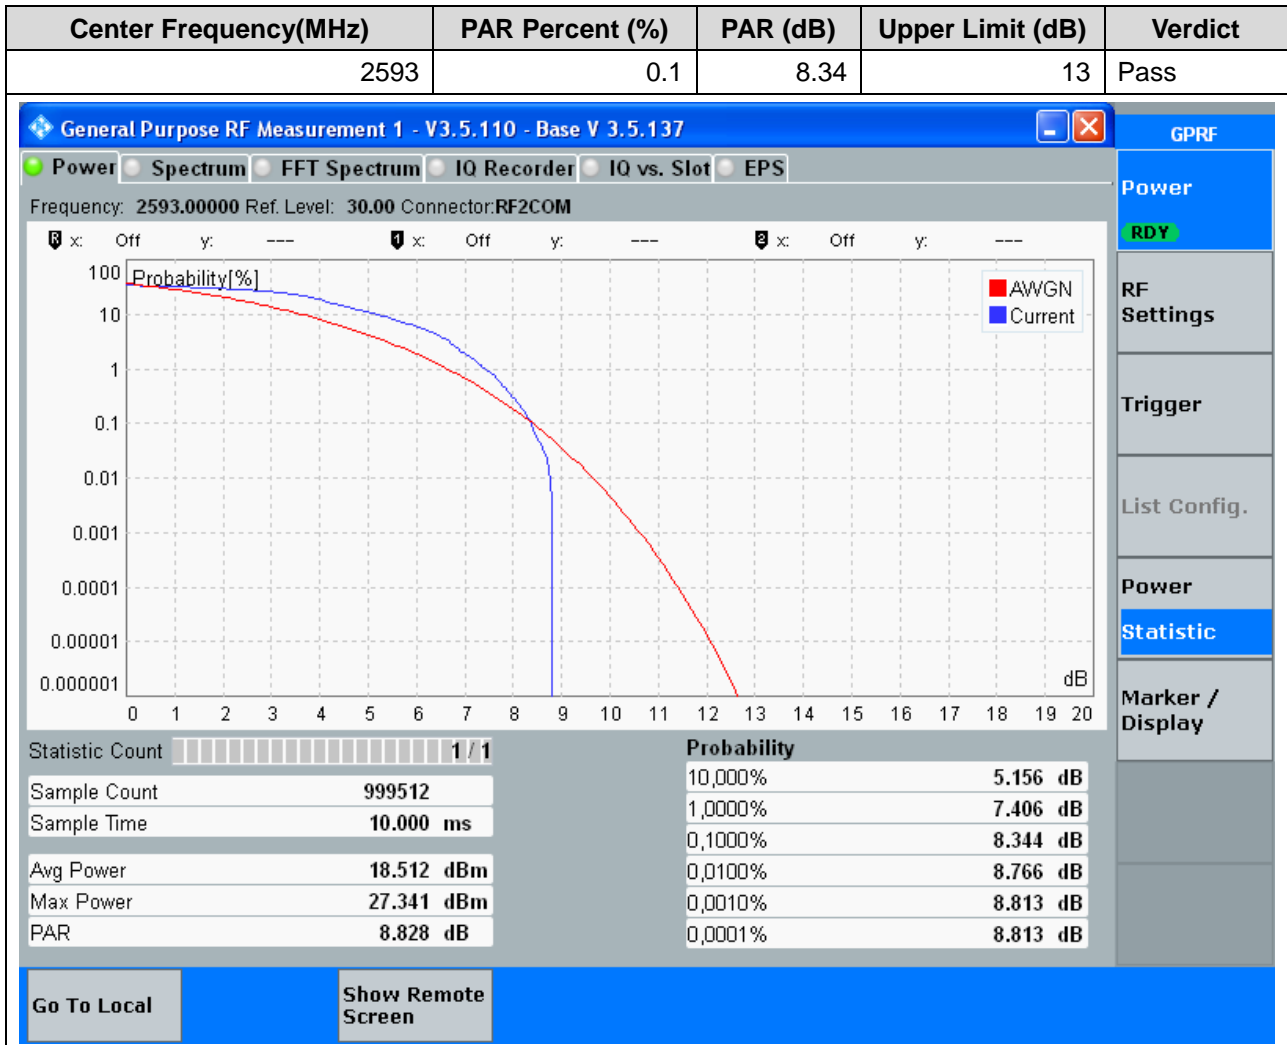 Center Frequency(MHz) PAR Percent (%) PAR (dB) Upper Limit (dB) Verdict
2593 0.1 8.34 13 Pass
General Purpose RF Measurement 1 - V3.5.110 - Base V 3.5.137
GPRF
Power Spectrum FFT Spectrum IQ Recorder IQ vs. Slot EPS
Power
RDY
Frequency: 2593.00000 Ref. Level: 30.00 Connector:RF2COM
R x: Off y: --- 1 x: Off y: --- 2 x: Off y: ---
Probability[%]
AWGN
Current
100
10
1
0.1
0.01
0.001
0.0001
0.00001
0.000001
dB
0 1 2 3 4 5 6 7 8 9 10 11 12 13 14 15 16 17 18 19 20
RF
Settings
Trigger
List Config.
Power
Statistic
Marker /
Display
Statistic Count 1 / 1
Sample Count 999512
Sample Time 10.000 ms
Avg Power 18.512 dBm
Max Power 27.341 dBm
PAR 8.828 dB
Probability
10,000% 5.156 dB
1,0000% 7.406 dB
0,1000% 8.344 dB
0,0100% 8.766 dB
0,0010% 8.813 dB
0,0001% 8.813 dB
Go To Local
Show Remote
Screen